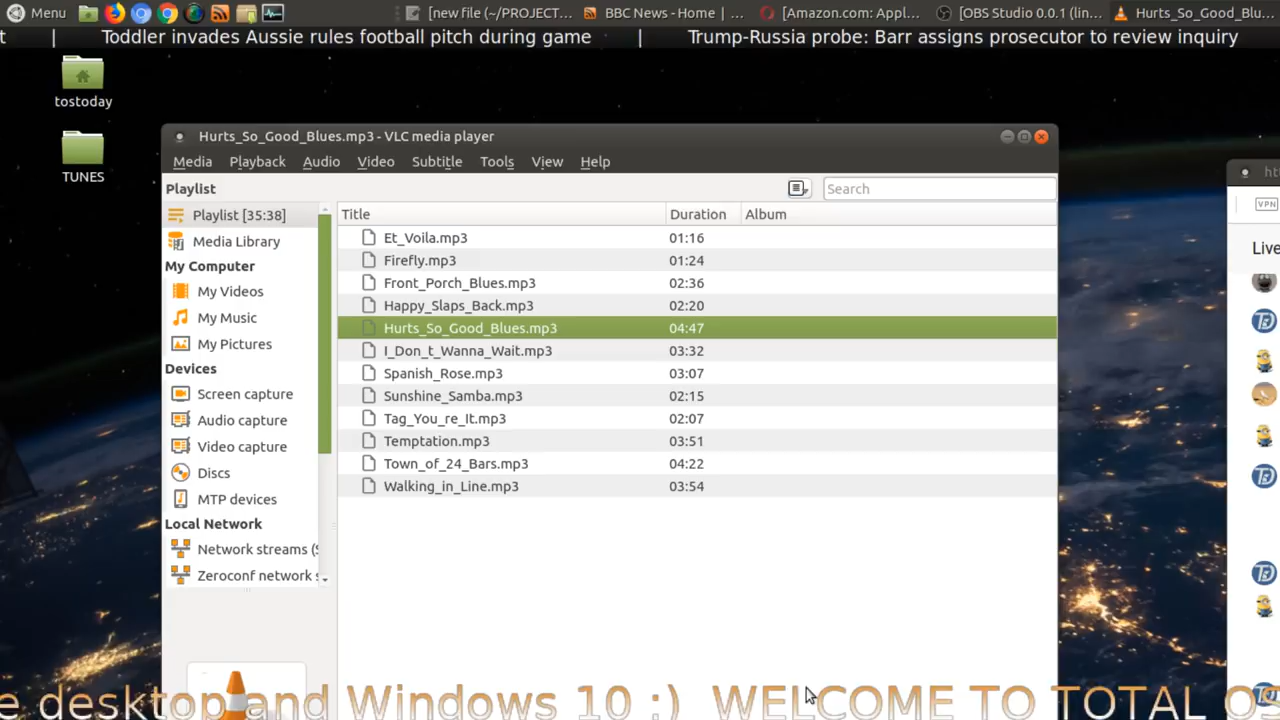 Menu [new file (~/PROJECT... BBC News - Home | ... [Amazon.com: Appl... [OBS Studio 0.0.1 (lin... Hurts_So_Good_Blu...
t | Toddler invades Aussie rules football pitch during game | Trump-Russia probe: Barr assigns prosecutor to review inquiry
tostoday
TUNES
Hurts_So_Good_Blues.mp3 - VLC media player
Media Playback Audio Video Subtitle Tools View Help
Playlist Search
Playlist [35:38]
Media Library
My Computer
My Videos
My Music
My Pictures
Devices
Screen capture
Audio capture
Video capture
Discs
MTP devices
Local Network
Network streams (S
Zeroconf network s
Title Duration Album
Et_Voila.mp3 01:16
Firefly.mp3 01:24
Front_Porch_Blues.mp3 02:36
Happy_Slaps_Back.mp3 02:20
Hurts_So_Good_Blues.mp3 04:47
I_Don_t_Wanna_Wait.mp3 03:32
Spanish_Rose.mp3 03:07
Sunshine_Samba.mp3 02:15
Tag_You_re_It.mp3 02:07
Temptation.mp3 03:51
Town_of_24_Bars.mp3 04:22
Walking_in_Line.mp3 03:54
ht
VPN
Live
e desktop and Windows 10 :) WELCOME TO TOTAL OS